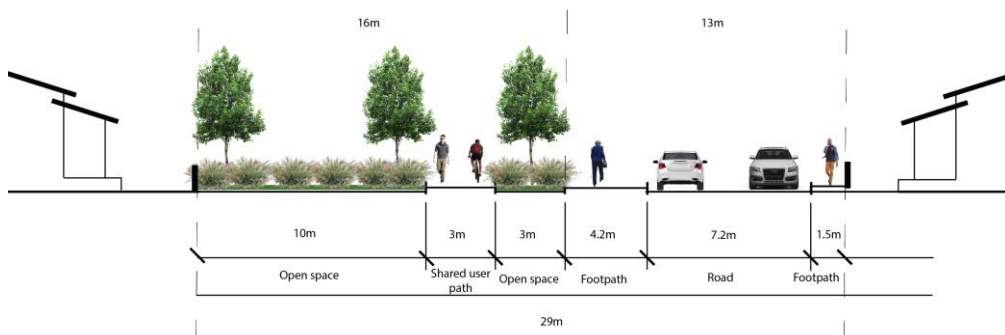 16m
13m
10m
3m
3m
4.2m
7.2m
1.5m
Open space
Shared user
path
Open space
Footpath
Road
Footpath
29m